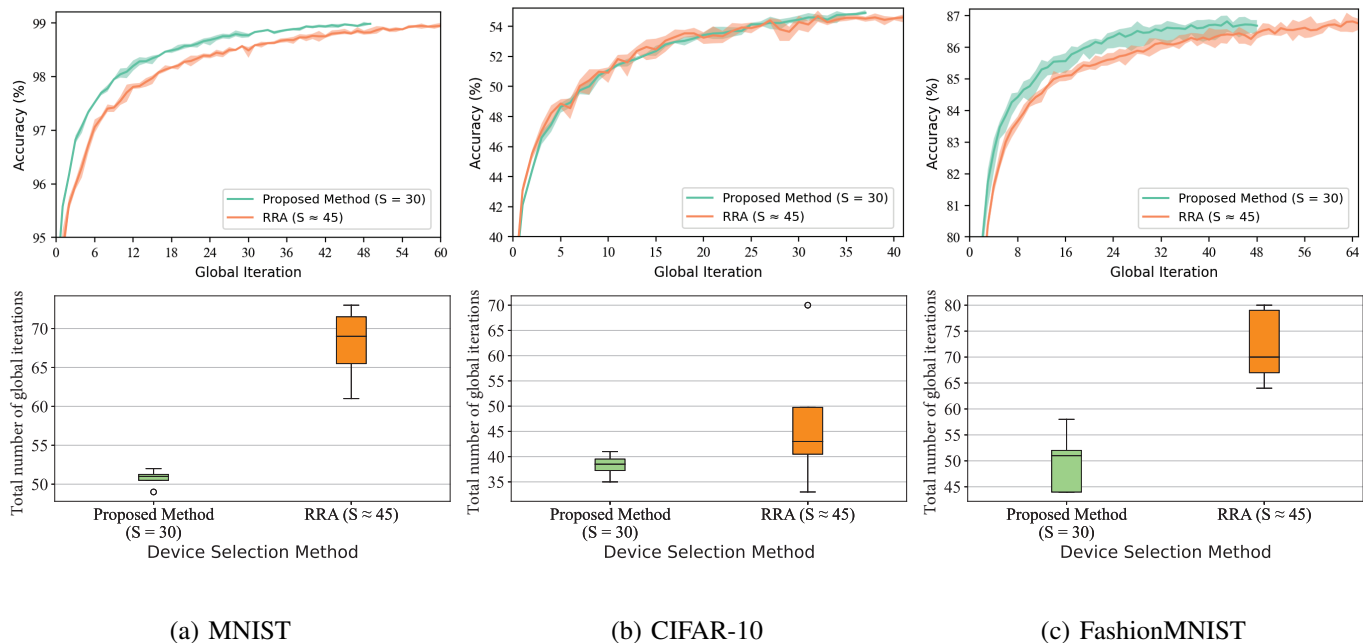 99
98
97
96
95
Accuracy (%)
0 6 12 18 24 30 36 42 48 54 60
Global Iteration
Proposed Method (S = 30)
RRA (S ≈ 45)
54
52
50
48
46
44
42
40
Accuracy (%)
0 5 10 15 20 25 30 35 40
Global Iteration
Proposed Method (S = 30)
RRA (S ≈ 45)
87
86
85
84
83
82
81
80
Accuracy (%)
0 8 16 24 32 40 48 56 64
Global Iteration
Proposed Method (S = 30)
RRA (S ≈ 45)
Total number of global iterations
70
65
60
55
50
Proposed Method
(S = 30)
RRA (S ≈ 45)
Device Selection Method
Total number of global iterations
70
65
60
55
50
45
40
35
Proposed Method
(S = 30)
RRA (S ≈ 45)
Device Selection Method
Total number of global iterations
80
75
70
65
60
55
50
45
Proposed Method
(S = 30)
RRA (S ≈ 45)
Device Selection Method
(a) MNIST
(b) CIFAR-10
(c) FashionMNIST